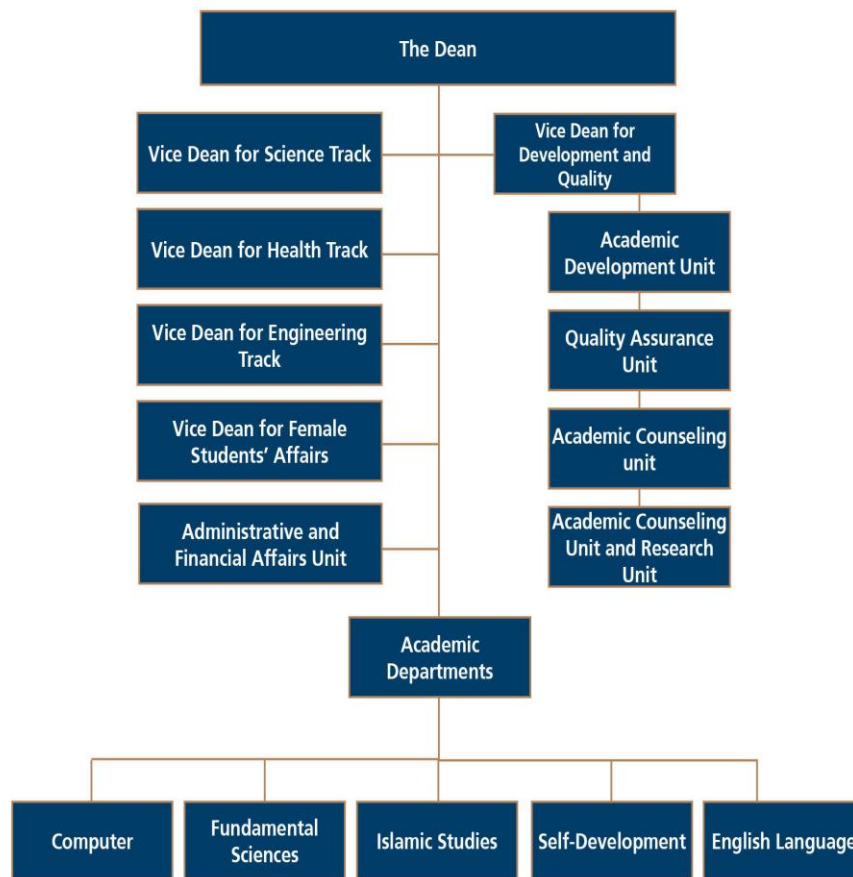 The Dean
Vice Dean for Science Track
Vice Dean for
Development and
Quality
Vice Dean for Health Track
Academic
Development Unit
Vice Dean for Engineering
Track
Quality Assurance
Unit
Vice Dean for Female
Students’ Affairs
Academic Counseling
unit
Administrative and
Financial Affairs Unit
Academic Counseling
Unit and Research
Unit
Academic
Departments
Computer
Fundamental
Sciences
Islamic Studies
Self-Development
English Language